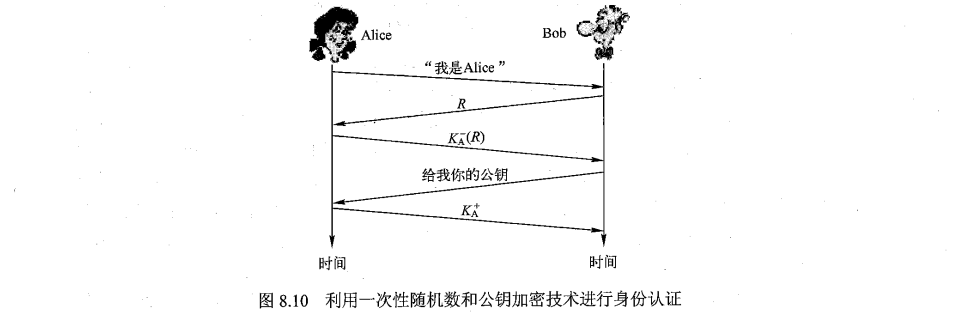 Alice
Bob
“我是Alice”
R
K_A^-(R)
给我你的公钥
K_A^+
时间
时间
图 8.10 利用一次性随机数和公钥加密技术进行身份认证